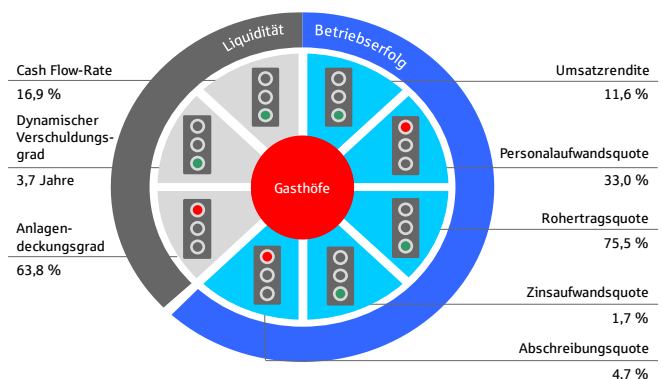 Liquidität
Betriebserfolg
Cash Flow-Rate
16,9 %
Dynamischer
Verschuldungs-
grad
3,7 Jahre
Anlagen-
deckungsgrad
63,8 %
Gasthöfe
Umsatzrendite
11,6 %
Personalaufwandsquote
33,0 %
Rohertragsquote
75,5 %
Zinsaufwandsquote
1,7 %
Abschreibungsquote
4,7 %